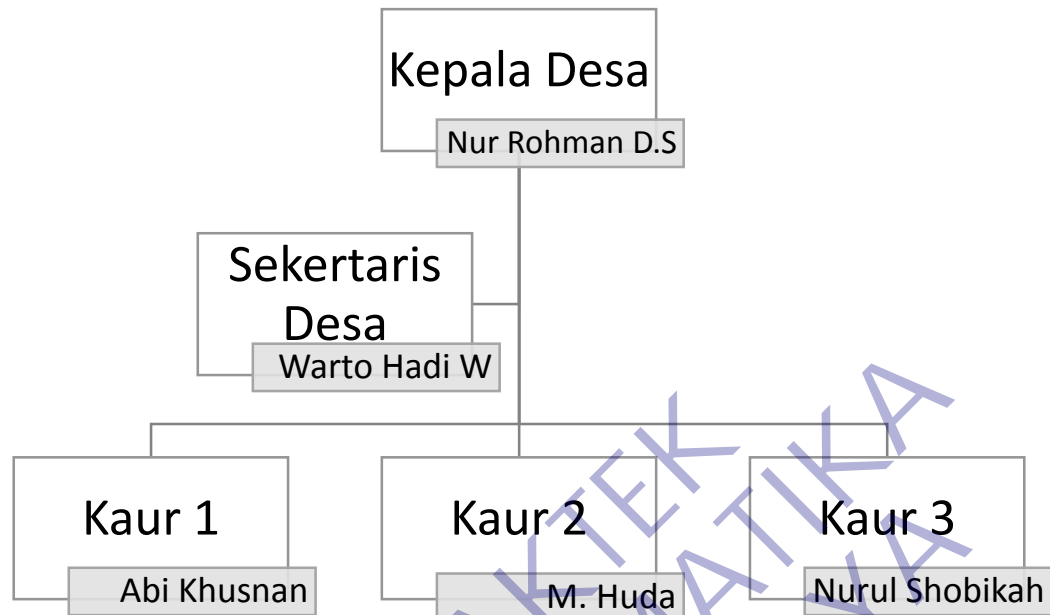 Kepala Desa
Nur Rohman D.S
Sekertaris
Desa
Warto Hadi W
Kaur 1
Abi Khusnan
Kaur 2
M. Huda
Kaur 3
Nurul Shobikah